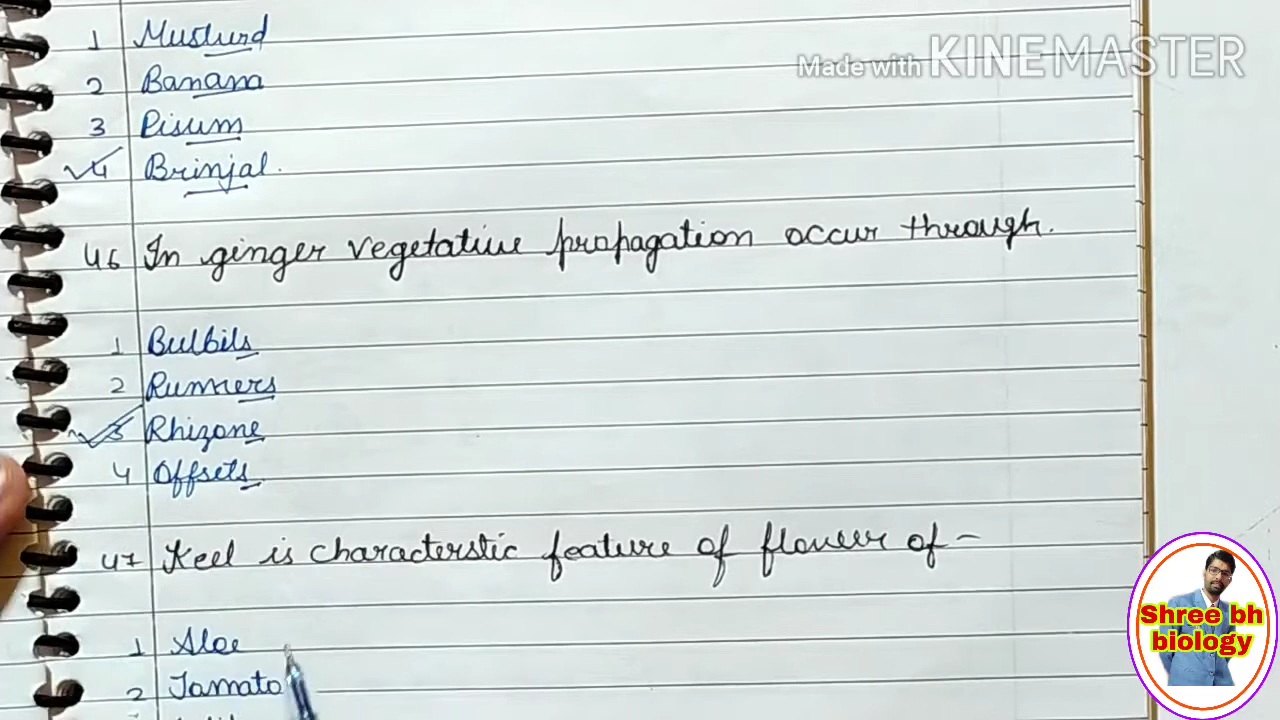 1 Musturd
2 Banana
3 Pisum
4 Brinjal.
Made with KINEMASTER
46 In ginger vegetative propagation occur through.
1 Bulbils
2 Runners
3 Rhizone
4 Offsets
47 Keel is characterstic feature of flower of -
1 Aloe
2 Tamato
Shree bh
biology